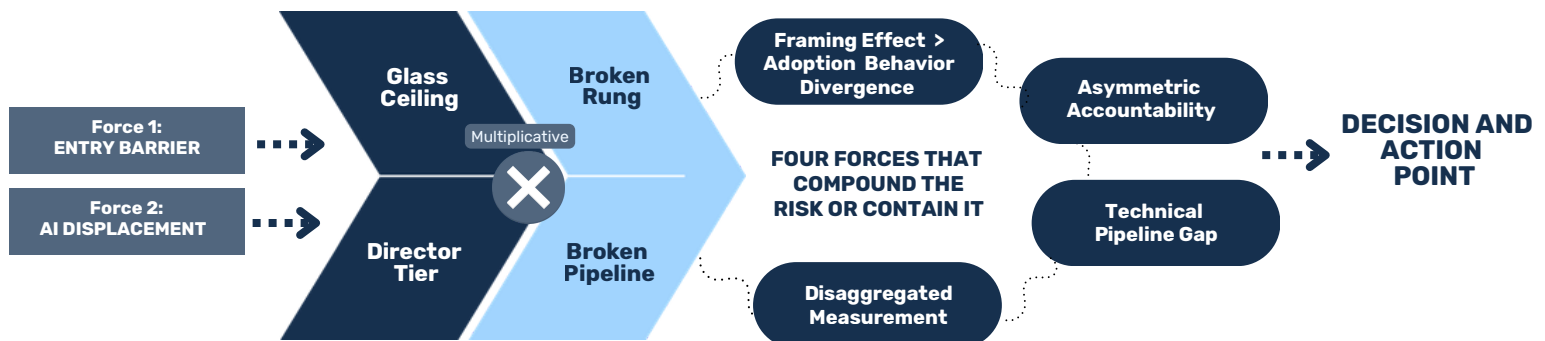 Force 1:
ENTRY BARRIER
Force 2:
AI DISPLACEMENT
Glass
Ceiling
Director
Tier
Multiplicative
Broken
Rung
Broken
Pipeline
Framing Effect >
Adoption Behavior
Divergence
FOUR FORCES THAT
COMPOUND THE
RISK OR CONTAIN IT
Disaggregated
Measurement
Asymmetric
Accountability
Technical
Pipeline Gap
DECISION AND
ACTION
POINT